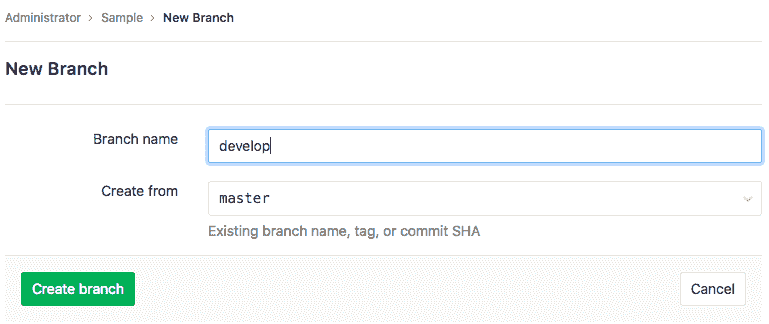 Administrator > Sample > New Branch
New Branch
Branch name
develop
Create from
master
Existing branch name, tag, or commit SHA
Create branch
Cancel